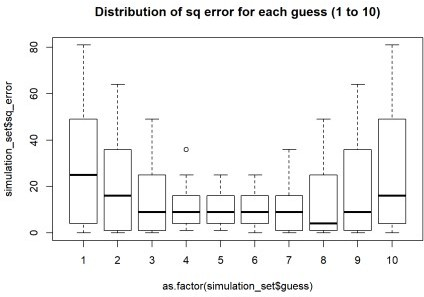 Distribution of sq error for each guess (1 to 10)
simulation_set$sq_error
80
60
40
20
0
1 2 3 4 5 6 7 8 9 10
as.factor(simulation_set$guess)